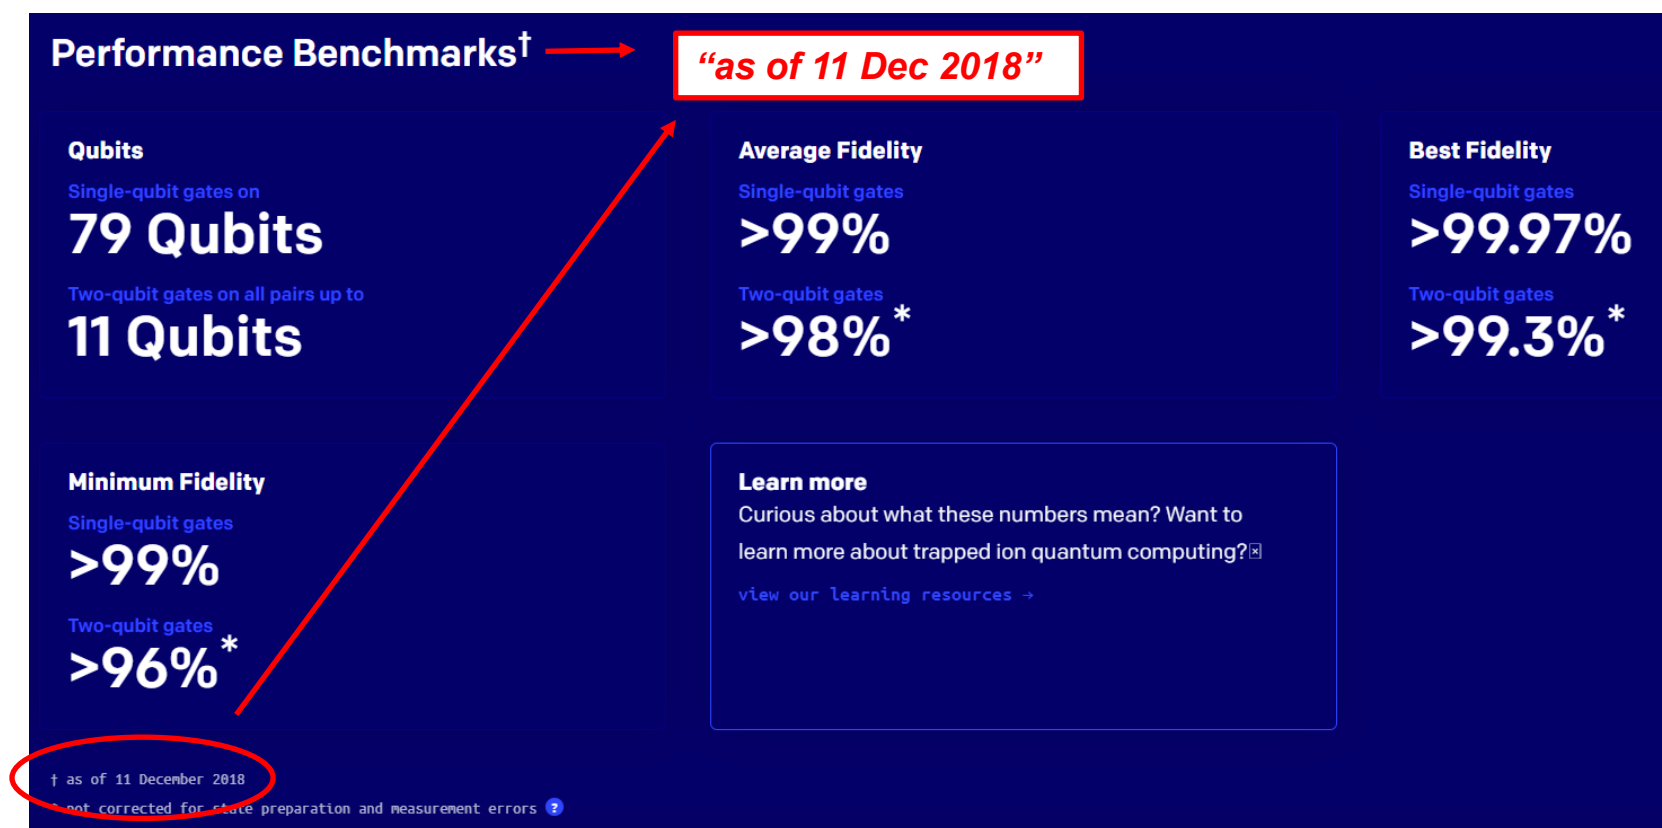 Performance Benchmarks†
“as of 11 Dec 2018”
Qubits
Single-qubit gates on
79 Qubits
Two-qubit gates on all pairs up to
11 Qubits
Average Fidelity
Single-qubit gates
>99%
Two-qubit gates
>98%*
Best Fidelity
Single-qubit gates
>99.97%
Two-qubit gates
>99.3%*
Minimum Fidelity
Single-qubit gates
>99%
Two-qubit gates
>96%*
Learn more
Curious about what these numbers mean? Want to
learn more about trapped ion quantum computing?
view our learning resources →
† as of 11 December 2018
* not corrected for state preparation and measurement errors ?